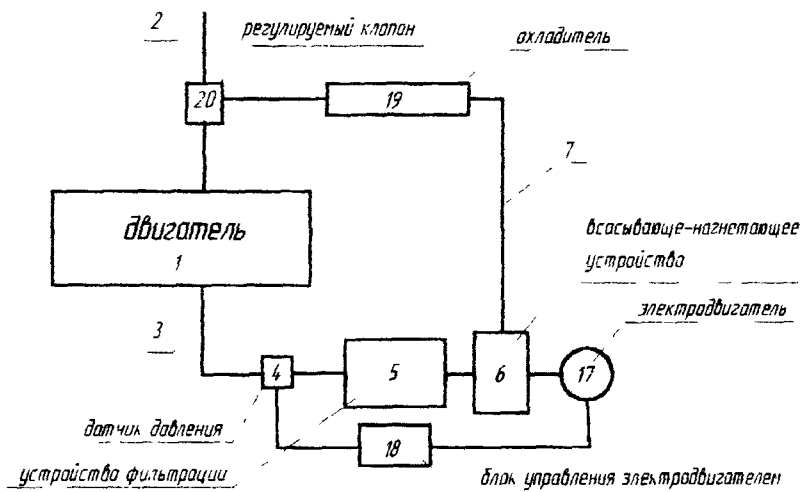 2
регулируемый клапан
охладитель
20
19
7
двигатель
1
всасывающе-нагнетающее
устройство
электродвигатель
3
4
5
6
17
датчик давления
18
устройство фильтрации
блок управления электродвигателем